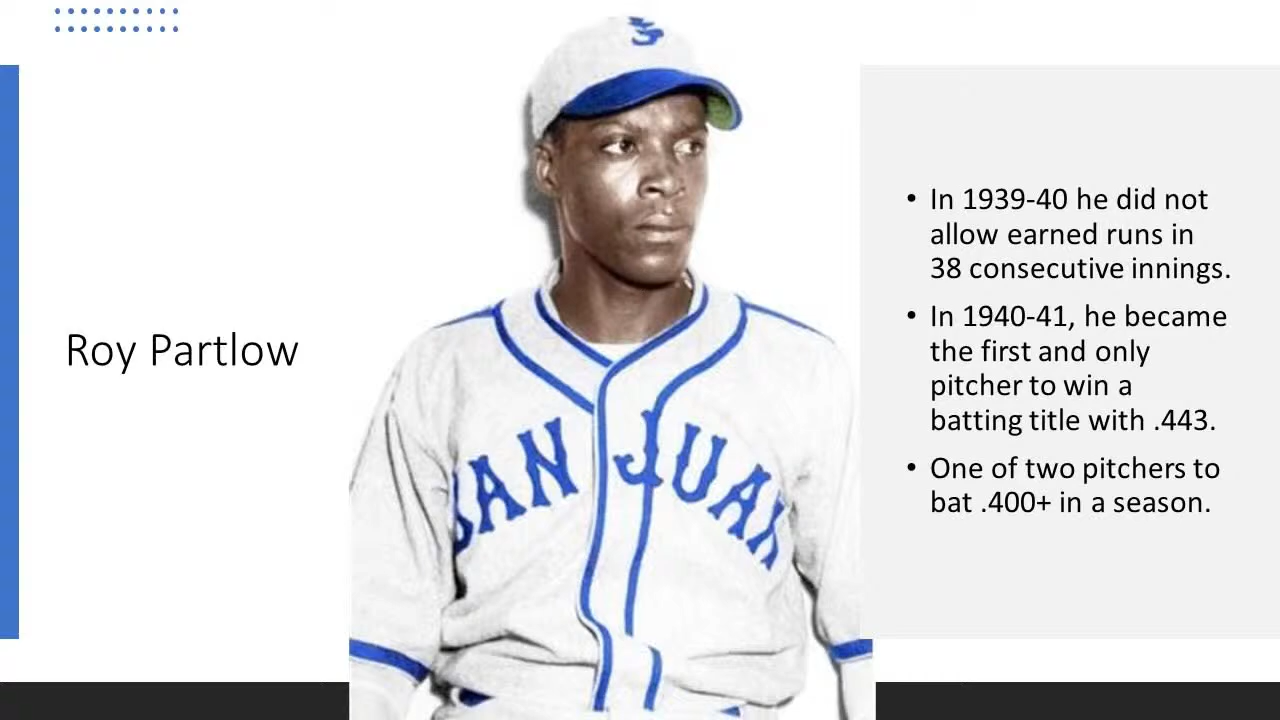 Roy Partlow
SAN JUAN
• In 1939-40 he did not
allow earned runs in
38 consecutive innings.
• In 1940-41, he became
the first and only
pitcher to win a
batting title with .443.
• One of two pitchers to
bat .400+ in a season.